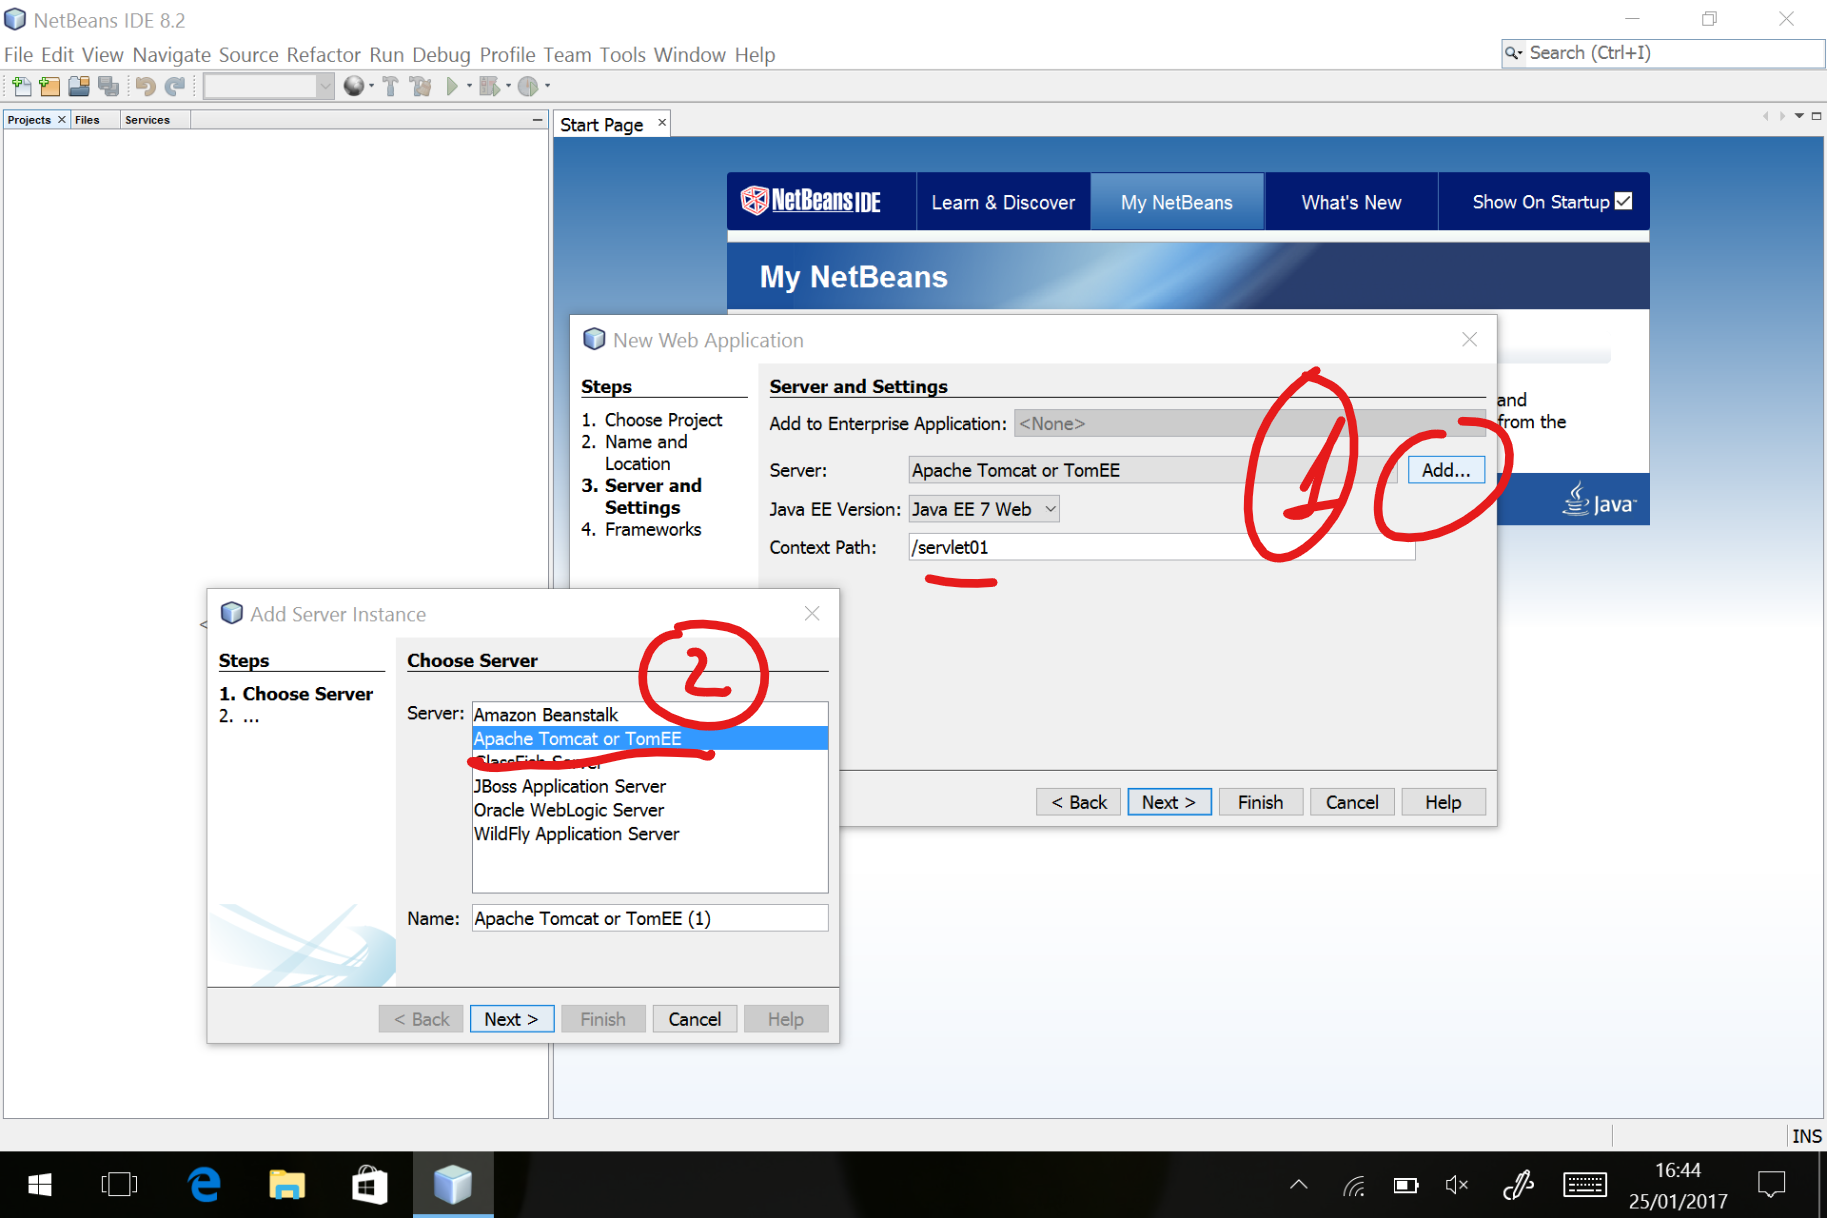 NetBeans IDE 8.2
File Edit View Navigate Source Refactor Run Debug Profile Team Tools Window Help
Search (Ctrl+I)
Projects Files Services
Start Page
NetBeans IDE Learn & Discover My NetBeans What's New Show On Startup
My NetBeans
and
from the
Java
New Web Application
Steps
1. Choose Project
2. Name and
Location
3. Server and
Settings
4. Frameworks
Server and Settings
Add to Enterprise Application: <None>
Server: Apache Tomcat or TomEE Add...
Java EE Version: Java EE 7 Web
Context Path: /servlet01
1
< Back Next > Finish Cancel Help
Add Server Instance
Steps
1. Choose Server
2. ...
Choose Server
2
Server: Amazon Beanstalk
Apache Tomcat or TomEE
GlassFish Server
JBoss Application Server
Oracle WebLogic Server
WildFly Application Server
Name: Apache Tomcat or TomEE (1)
< Back Next > Finish Cancel Help
INS
16:44
25/01/2017